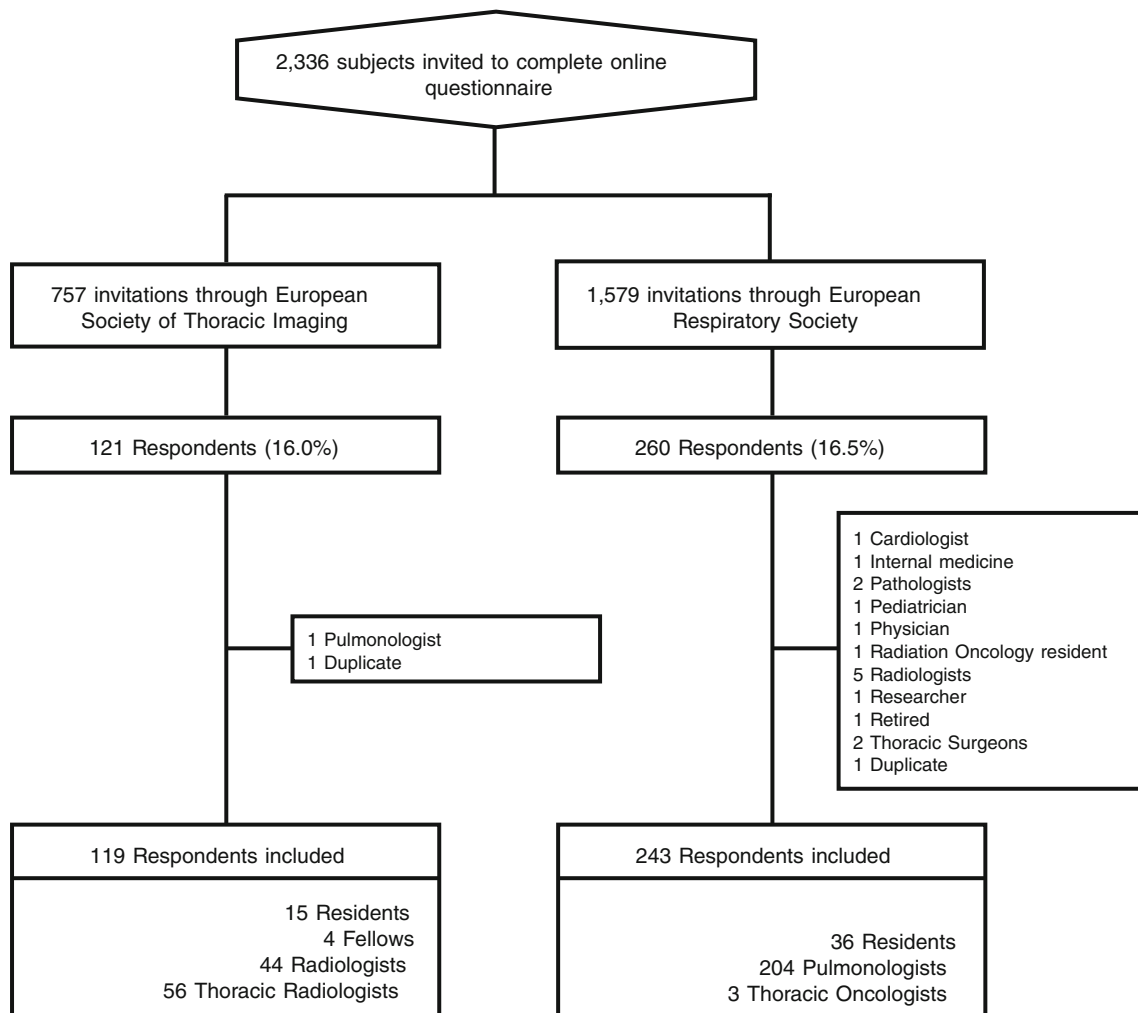 2,336 subjects invited to complete online
questionnaire
757 invitations through European
Society of Thoracic Imaging
1,579 invitations through European
Respiratory Society
121 Respondents (16.0%)
260 Respondents (16.5%)
1 Pulmonologist
1 Duplicate
1 Cardiologist
1 Internal medicine
2 Pathologists
1 Pediatrician
1 Physician
1 Radiation Oncology resident
5 Radiologists
1 Researcher
1 Retired
2 Thoracic Surgeons
1 Duplicate
119 Respondents included
15 Residents
4 Fellows
44 Radiologists
56 Thoracic Radiologists
243 Respondents included
36 Residents
204 Pulmonologists
3 Thoracic Oncologists